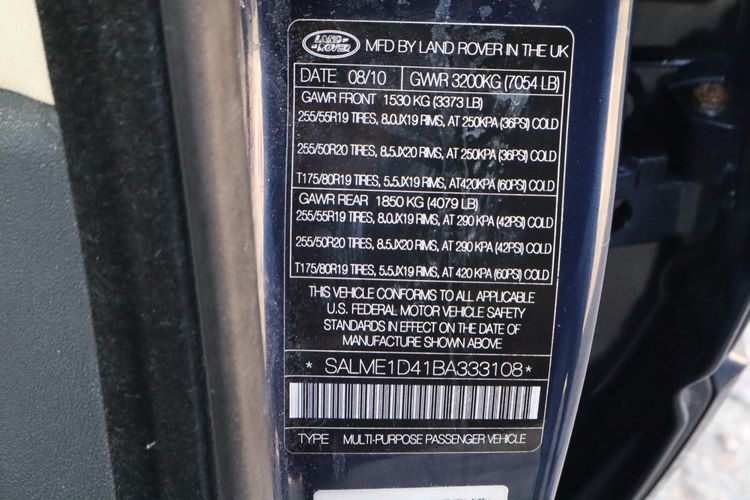 LAND-
ROVER
MFD BY LAND ROVER IN THE UK
DATE 08/10 GWWR 3200KG (7054 LB)
GAWR FRONT 1530 KG (3373 LB)
255/55R19 TIRES, 8.0JX19 RIMS, AT 250KPA (36PSI) COLD
255/50R20 TIRES, 8.5JX20 RIMS, AT 250KPA (36PSI) COLD
T175/80R19 TIRES, 5.5JX19 RIMS, AT420KPA (60PSI) COLD
GAWR REAR 1850 KG (4079 LB)
255/55R19 TIRES, 8.0JX19 RIMS, AT 290 KPA (42PSI) COLD
255/50R20 TIRES, 8.5JX20 RIMS, AT 290 KPA (42PSI) COLD
T175/80R19 TIRES, 5.5JX19 RIMS, AT 420 KPA (60PSI) COLD
THIS VEHICLE CONFORMS TO ALL APPLICABLE
U.S. FEDERAL MOTOR VEHICLE SAFETY
STANDARDS IN EFFECT ON THE DATE OF
MANUFACTURE SHOWN ABOVE
* SALME1D41BA333108 *
TYPE MULTI-PURPOSE PASSENGER VEHICLE